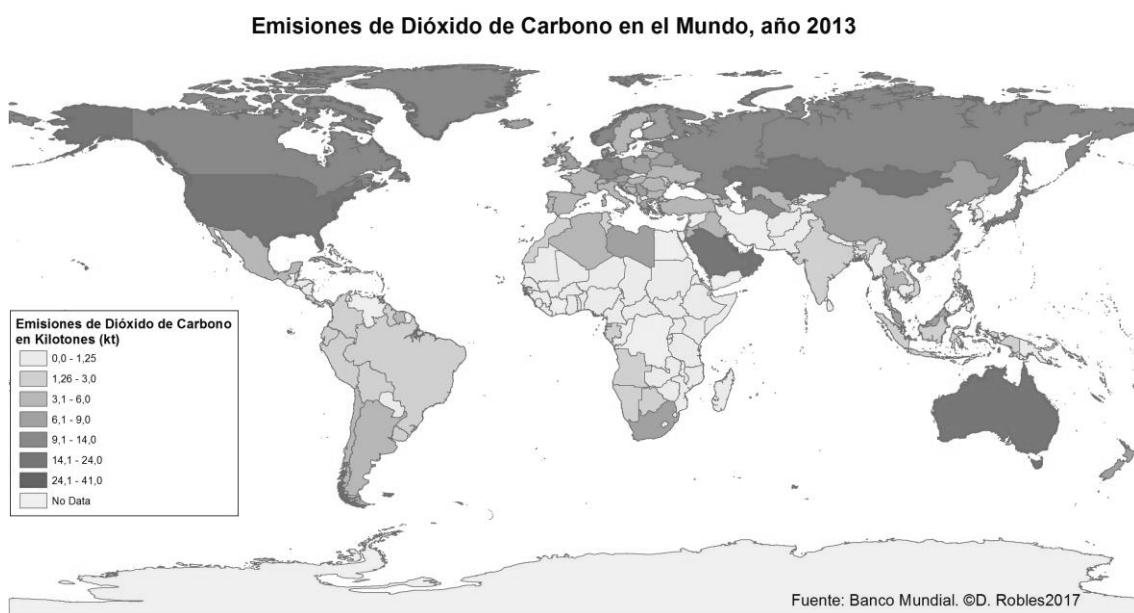 Emisiones de Dióxido de Carbono en el Mundo, año 2013
Emisiones de Dióxido de Carbono
en Kilotones (kt)
0,0 - 1,25
1,26 - 3,0
3,1 - 6,0
6,1 - 9,0
9,1 - 14,0
14,1 - 24,0
24,1 - 41,0
No Data
Fuente: Banco Mundial. ©D. Robles2017